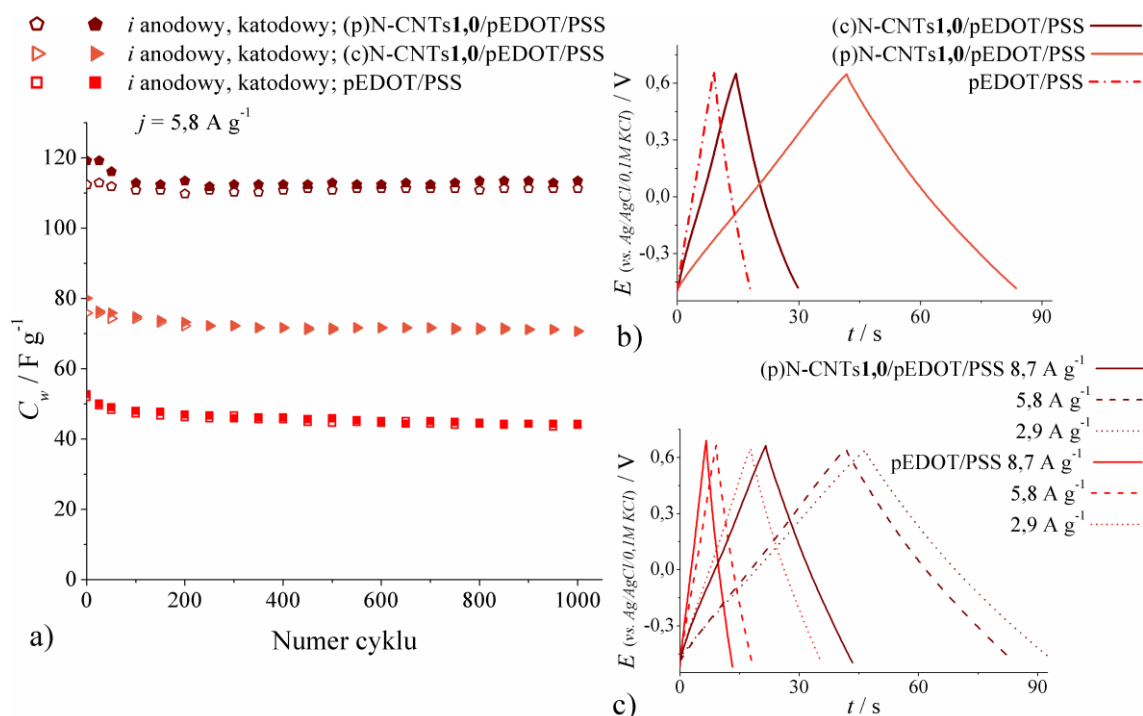 i anodowy, katodowy; (p)N-CNTs1,0/pEDOT/PSS
i anodowy, katodowy; (c)N-CNTs1,0/pEDOT/PSS
i anodowy, katodowy; pEDOT/PSS
j = 5,8 A g⁻¹
120
100
80
60
40
20
0
C_w / F g⁻¹
0
200
400
600
800
1000
Numer cyklu
a)
(c)N-CNTs1,0/pEDOT/PSS
(p)N-CNTs1,0/pEDOT/PSS
pEDOT/PSS
0,6
0,3
0,0
-0,3
E (vs. Ag/AgCl/0,1M KCl) / V
0
30
60
90
t / s
b)
(p)N-CNTs1,0/pEDOT/PSS 8,7 A g⁻¹
5,8 A g⁻¹
2,9 A g⁻¹
pEDOT/PSS 8,7 A g⁻¹
5,8 A g⁻¹
2,9 A g⁻¹
0,6
0,3
0,0
-0,3
E (vs. Ag/AgCl/0,1M KCl) / V
0
30
60
90
t / s
c)